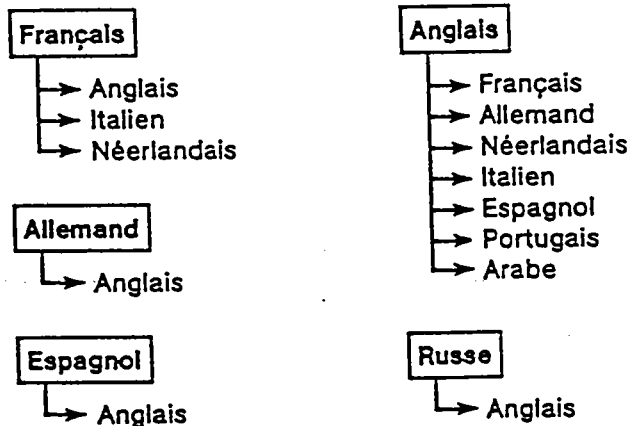 Français
Anglais
Italien
Néerlandais
Allemand
Anglais
Espagnol
Anglais
Anglais
Français
Allemand
Néerlandais
Italien
Espagnol
Portugais
Arabe
Russe
Anglais